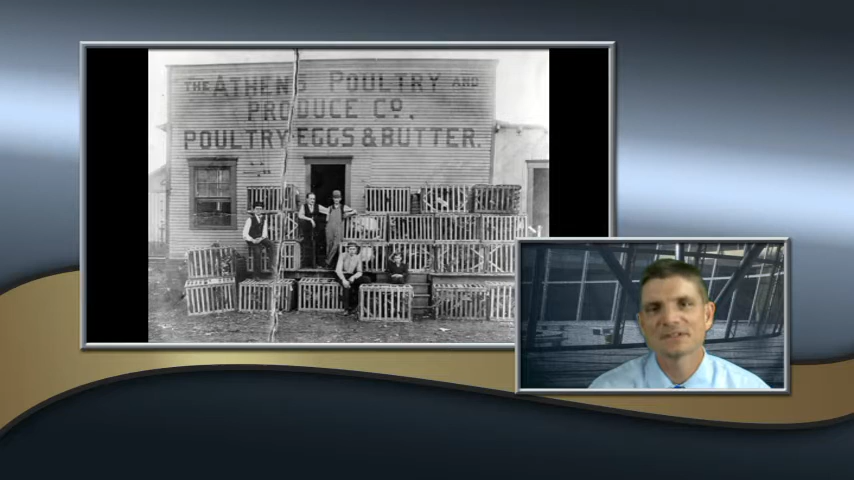 THE ATHENS POULTRY AND
PRODUCE CO.
POULTRY EGGS & BUTTER.